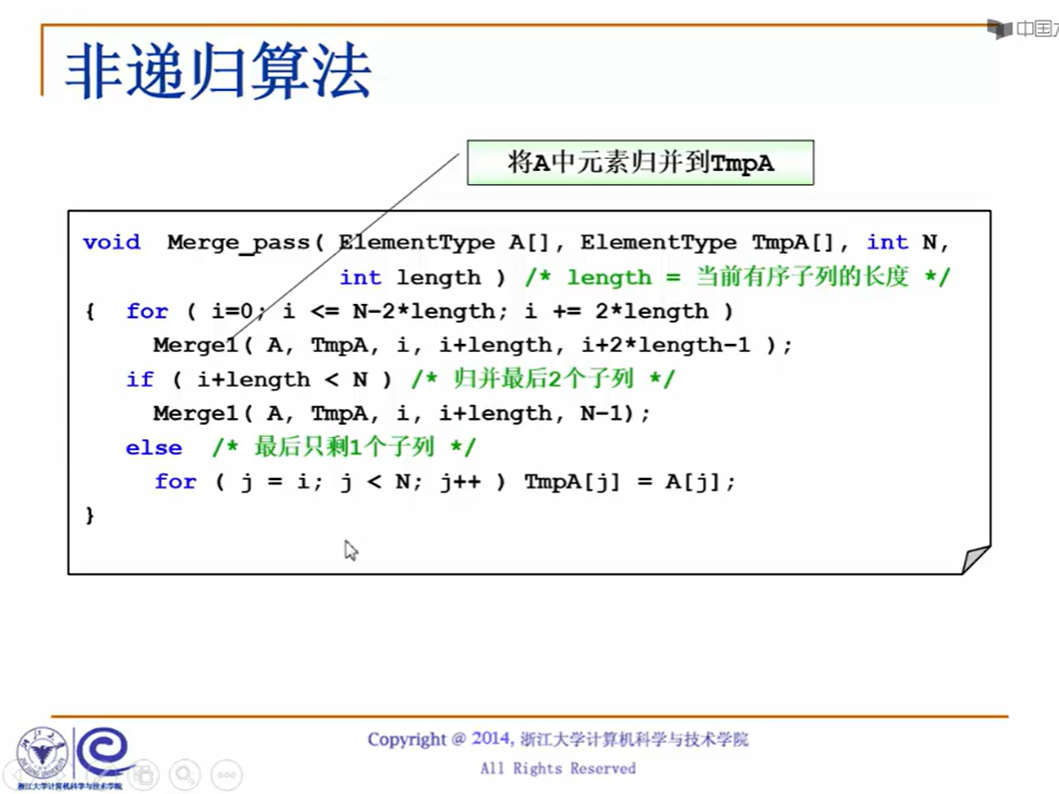 中国
非递归算法
将A中元素归并到TmpA
void Merge_pass( ElementType A[], ElementType TmpA[], int N,
int length ) /* length = 当前有序子列的长度 */
{ for ( i=0; i <= N-2*length; i += 2*length )
Merge1( A, TmpA, i, i+length, i+2*length-1 );
if ( i+length < N ) /* 归并最后2个子列 */
Merge1( A, TmpA, i, i+length, N-1);
else /* 最后只剩1个子列 */
for ( j = i; j < N; j++ ) TmpA[j] = A[j];
}
Copyright @ 2014, 浙江大学计算机科学与技术学院
All Rights Reserved
浙江大学计算机科学与技术学院